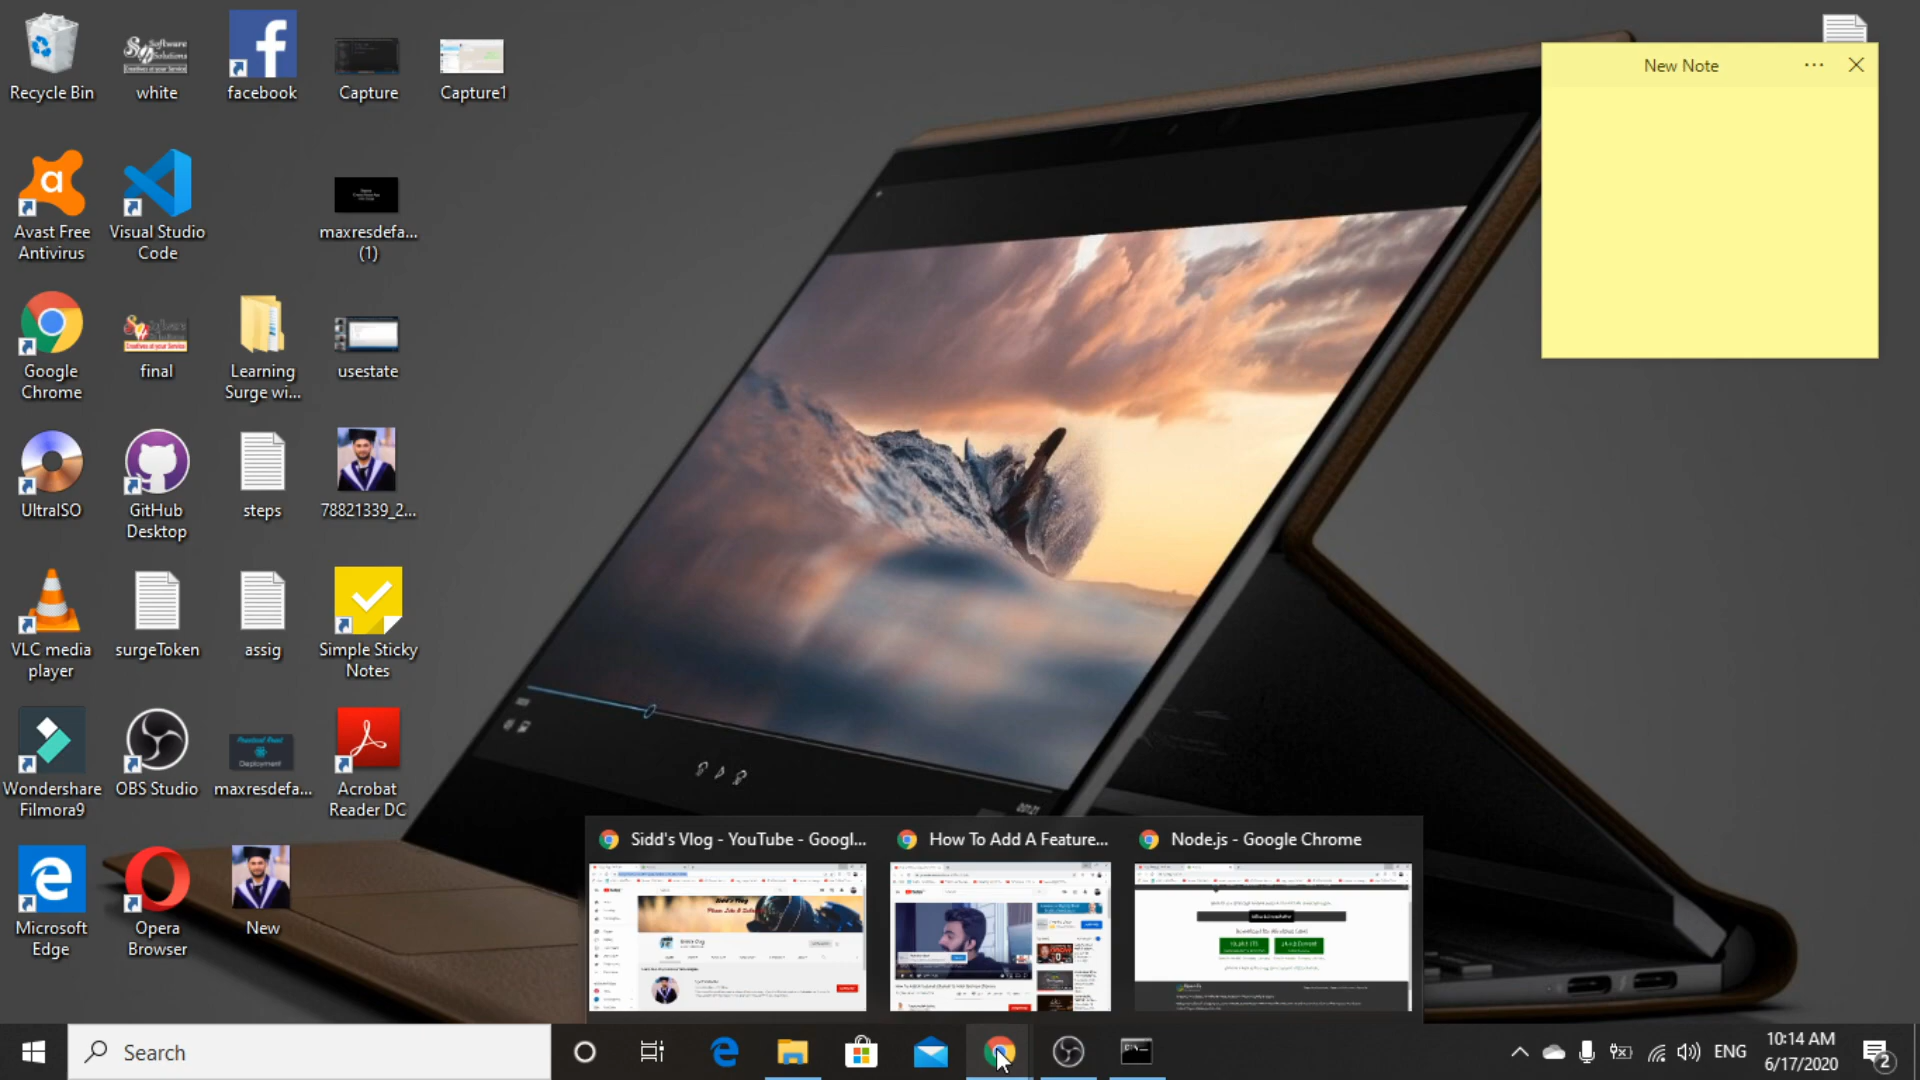 Recycle Bin
white
facebook
Capture
Capture1
Avast Free
Antivirus
Visual Studio
Code
maxresdefa...
(1)
Google
Chrome
final
Learning
Surge wi...
usestate
UltraISO
GitHub
Desktop
steps
78821339_2...
VLC media
player
surgeToken
assig
Simple Sticky
Notes
Wondershare
Filmora9
OBS Studio
maxresdefa...
Acrobat
Reader DC
Microsoft
Edge
Opera
Browser
New
New Note
Sidd's Vlog - YouTube - Googl...
How To Add A Feature...
Node.js - Google Chrome
Search
ENG
10:14 AM
6/17/2020
2